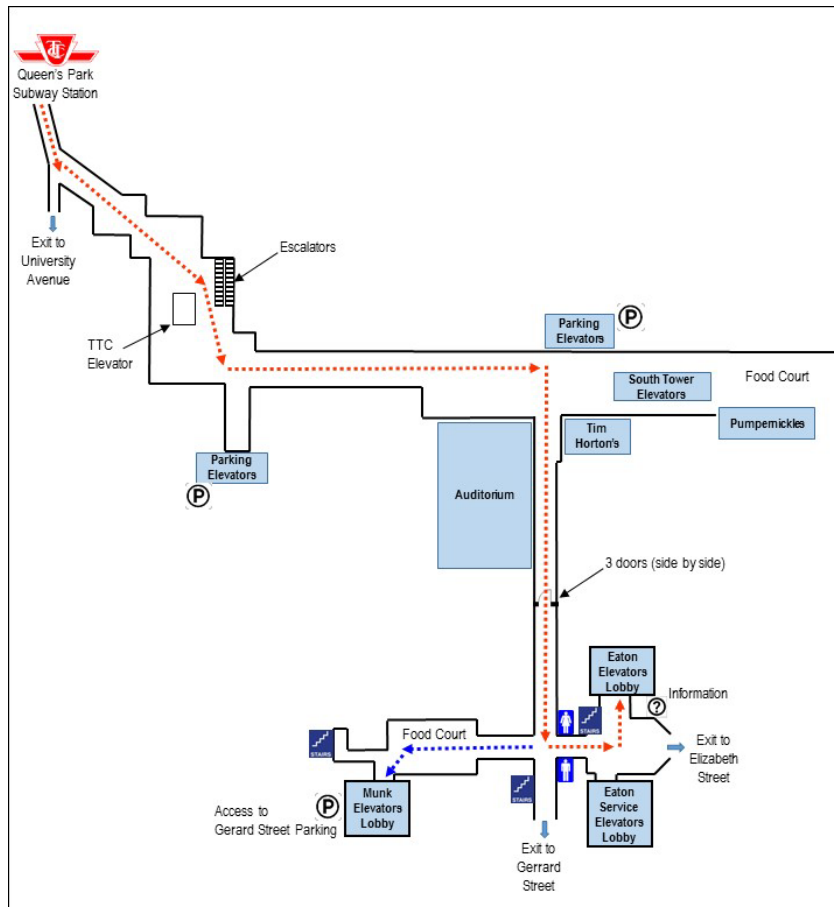 TTC
Queen's Park
Subway Station
Exit to
University
Avenue
Escalators
TTC
Elevator
Parking
Elevators
P
South Tower
Elevators
Food Court
Tim
Horton's
Pumpernickles
Parking
Elevators
P
Auditorium
3 doors (side by side)
Eaton
Elevators
Lobby
?
Information
STAIRS
Food Court
STAIRS
Exit to
Elizabeth
Street
Munk
Elevators
Lobby
P
Access to
Gerard Street Parking
STAIRS
Eaton
Service
Elevators
Lobby
Exit to
Gerrard
Street